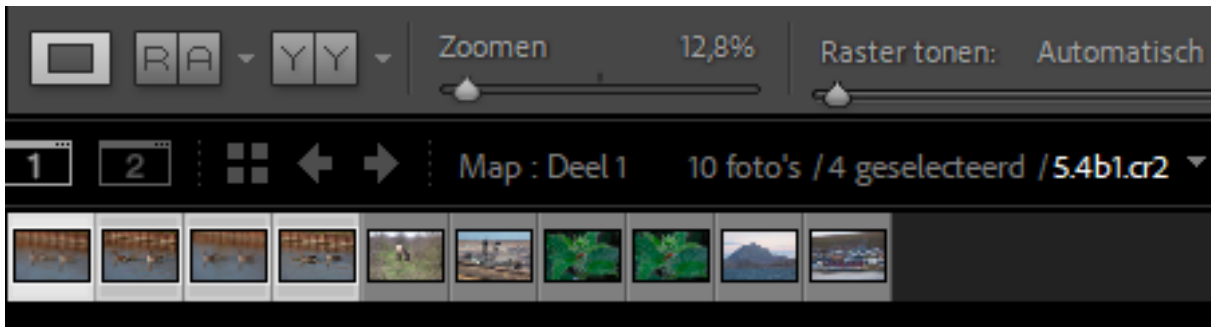 RA YY Zoomen 12,8% Raster tonen: Automatisch
1 2 Map : Deel 1 10 foto's / 4 geselecteerd / 5.4b1.cr2